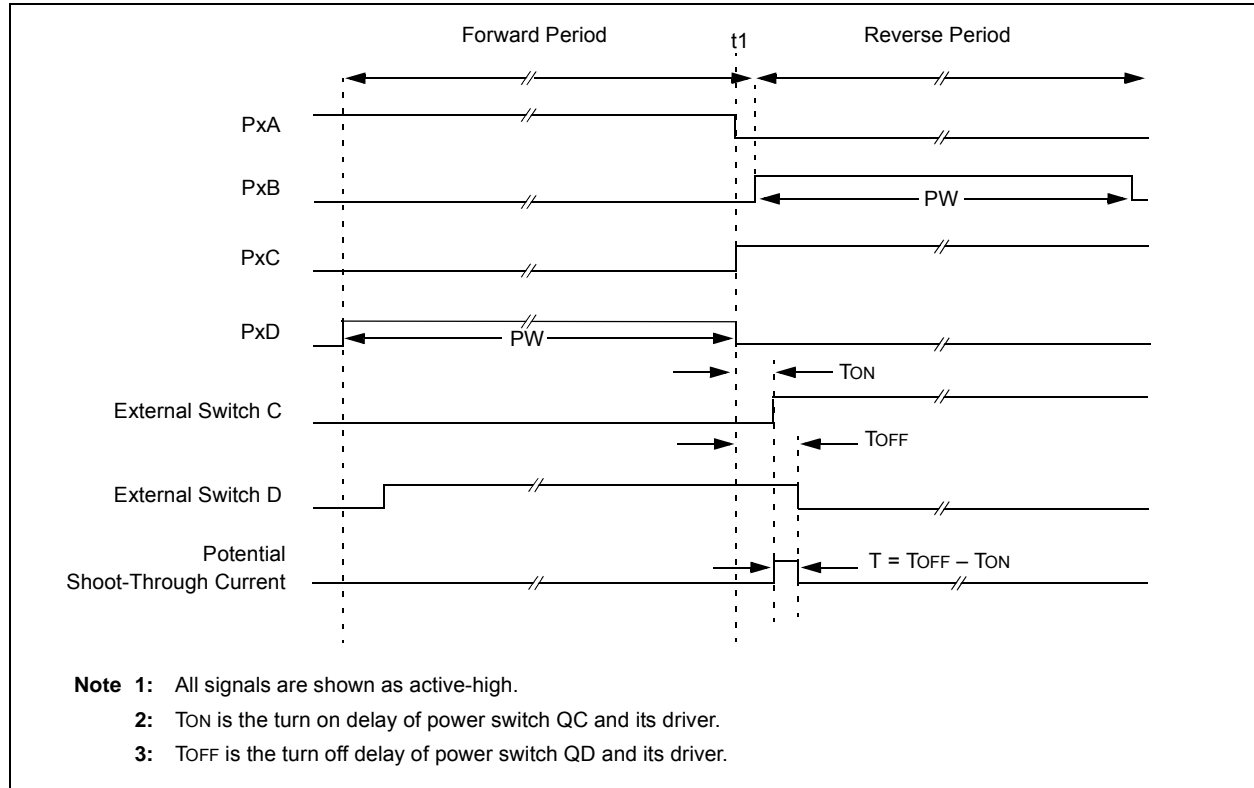 Forward Period
t1
Reverse Period
PxA
PxB
PW
PxC
PxD
PW
TON
External Switch C
TOFF
External Switch D
Potential
Shoot-Through Current
T = TOFF – TON
Note 1: All signals are shown as active-high.
2: TON is the turn on delay of power switch QC and its driver.
3: TOFF is the turn off delay of power switch QD and its driver.